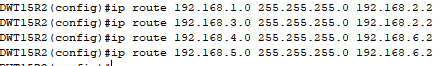 DWT15R2(config)#ip route 192.168.1.0 255.255.255.0 192.168.2.2
DWT15R2(config)#ip route 192.168.3.0 255.255.255.0 192.168.2.2
DWT15R2(config)#ip route 192.168.4.0 255.255.255.0 192.168.6.2
DWT15R2(config)#ip route 192.168.5.0 255.255.255.0 192.168.6.2
DWT15R2(config)#